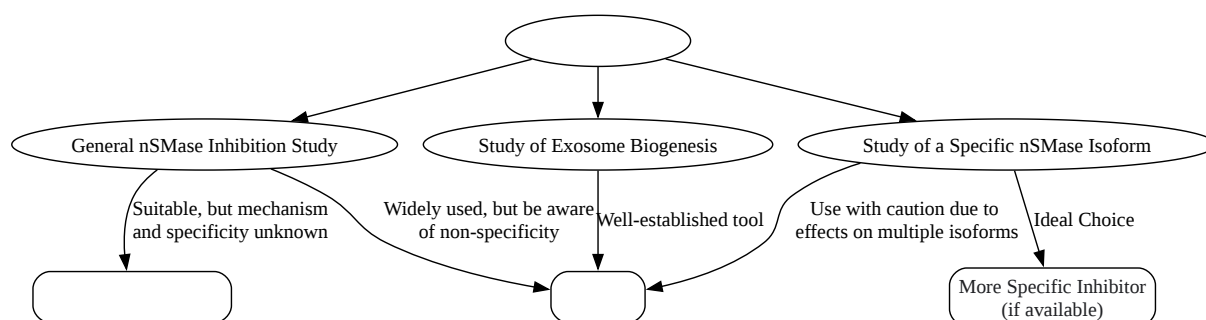 General nSMase Inhibition Study
Study of Exosome Biogenesis
Study of a Specific nSMase Isoform
Suitable, but mechanism
and specificity unknown
Widely used, but be aware
of non-specificity
Well-established tool
Use with caution due to
effects on multiple isoforms
Ideal Choice
More Specific Inhibitor
(if available)